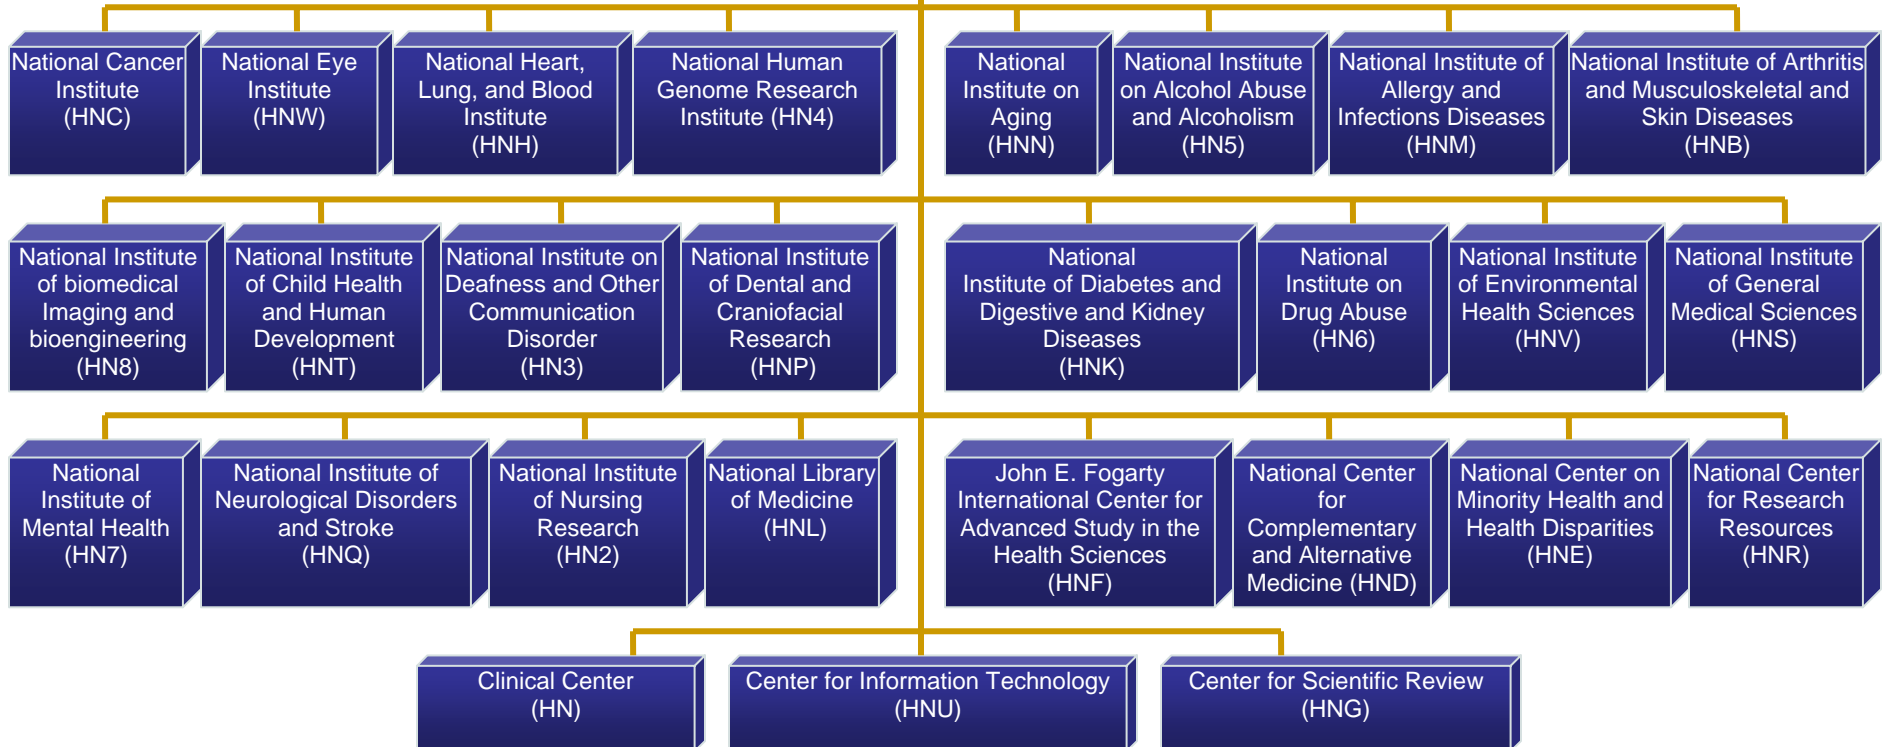 National Cancer
Institute
(HNC)
National Eye
Institute
(HNW)
National Heart,
Lung, and Blood
Institute
(HNH)
National Human
Genome Research
Institute (HN4)
National
Institute on
Aging
(HNN)
National Institute
on Alcohol Abuse
and Alcoholism
(HN5)
National Institute of
Allergy and
Infections Diseases
(HNM)
National Institute of Arthritis
and Musculoskeletal and
Skin Diseases
(HNB)
National Institute
of biomedical
Imaging and
bioengineering
(HN8)
National Institute
of Child Health
and Human
Development
(HNT)
National Institute on
Deafness and Other
Communication
Disorder
(HN3)
National Institute
of Dental and
Craniofacial
Research
(HNP)
National
Institute of Diabetes and
Digestive and Kidney
Diseases
(HNK)
National
Institute on
Drug Abuse
(HN6)
National Institute
of Environmental
Health Sciences
(HNV)
National Institute
of General
Medical Sciences
(HNS)
National
Institute of
Mental Health
(HN7)
National Institute of
Neurological Disorders
and Stroke
(HNQ)
National Institute
of Nursing
Research
(HN2)
National Library
of Medicine
(HNL)
John E. Fogarty
International Center for
Advanced Study in the
Health Sciences
(HNF)
National Center
for
Complementary
and Alternative
Medicine (HND)
National Center on
Minority Health and
Health Disparities
(HNE)
National Center
for Research
Resources
(HNR)
Clinical Center
(HN)
Center for Information Technology
(HNU)
Center for Scientific Review
(HNG)